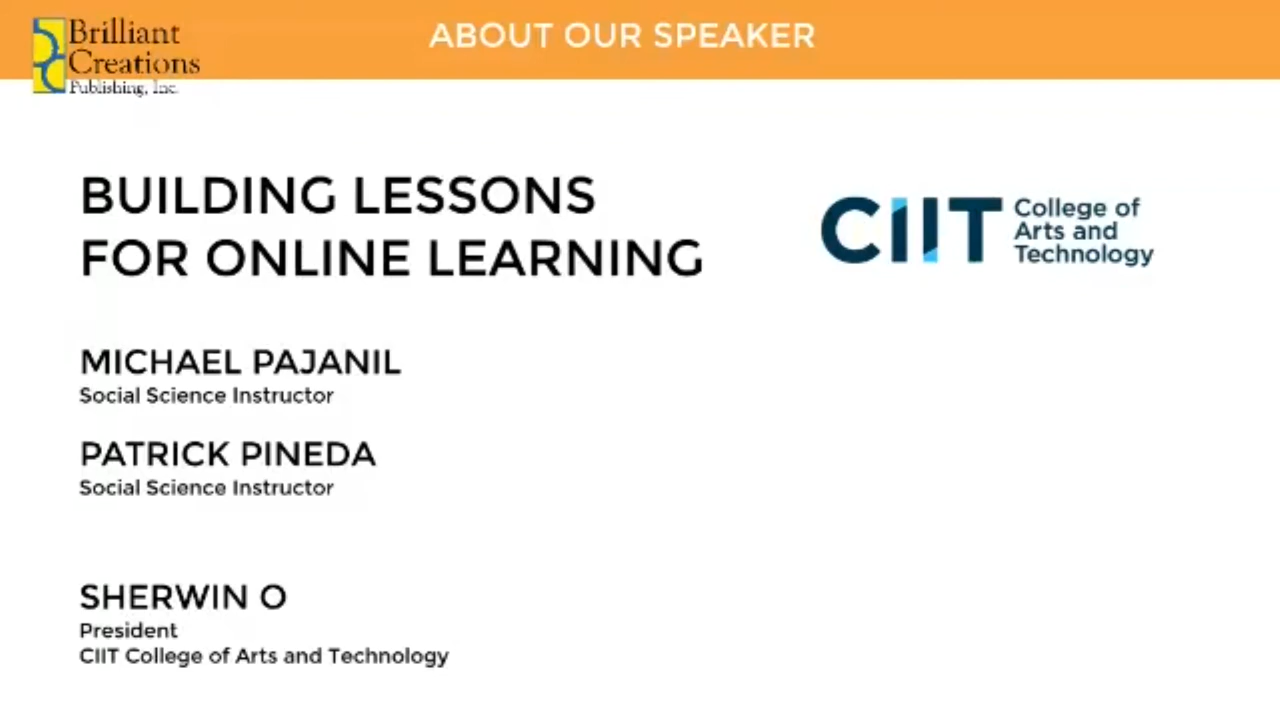 Brilliant
Creations
Publishing, Inc.
ABOUT OUR SPEAKER
BUILDING LESSONS
FOR ONLINE LEARNING
CIIT College of
Arts and
Technology
MICHAEL PAJANIL
Social Science Instructor
PATRICK PINEDA
Social Science Instructor
SHERWIN O
President
CIIT College of Arts and Technology